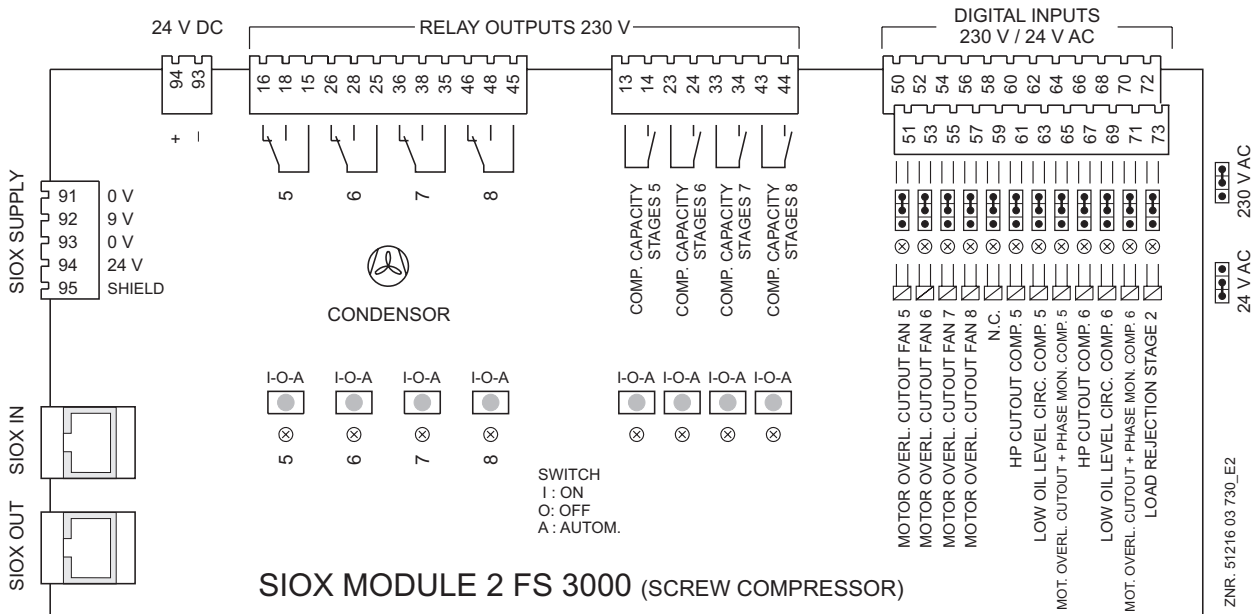 24 V DC
RELAY OUTPUTS 230 V
DIGITAL INPUTS
230 V / 24 V AC
94 93
16 18 15 26 28 25 36 38 35 46 48 45
13 14 23 24 33 34 43 44
50 52 54 56 58 60 62 64 66 68 70 72
51 53 55 57 59 61 63 65 67 69 71 73
+ –
SIOX SUPPLY
91 0 V
92 9 V
93 0 V
94 24 V
95 SHIELD
5 6 7 8
COMP. CAPACITY
STAGES 5
COMP. CAPACITY
STAGES 6
COMP. CAPACITY
STAGES 7
COMP. CAPACITY
STAGES 8
230 V AC
24 V AC
CONDENSOR
MOTOR OVERL. CUTOUT FAN 5
MOTOR OVERL. CUTOUT FAN 6
MOTOR OVERL. CUTOUT FAN 7
MOTOR OVERL. CUTOUT FAN 8
N.C.
HP CUTOUT COMP. 5
LOW OIL LEVEL CIRC. COMP. 5
MOT. OVERL. CUTOUT + PHASE MON. COMP. 5
HP CUTOUT COMP. 6
LOW OIL LEVEL CIRC. COMP. 6
MOT. OVERL. CUTOUT + PHASE MON. COMP. 6
LOAD REJECTION STAGE 2
I-O-A I-O-A I-O-A I-O-A
I-O-A I-O-A I-O-A I-O-A
5 6 7 8
SIOX IN
SIOX OUT
SWITCH
I : ON
O: OFF
A : AUTOM.
SIOX MODULE 2 FS 3000 (SCREW COMPRESSOR)
ZNR. 51216 03 730_E2